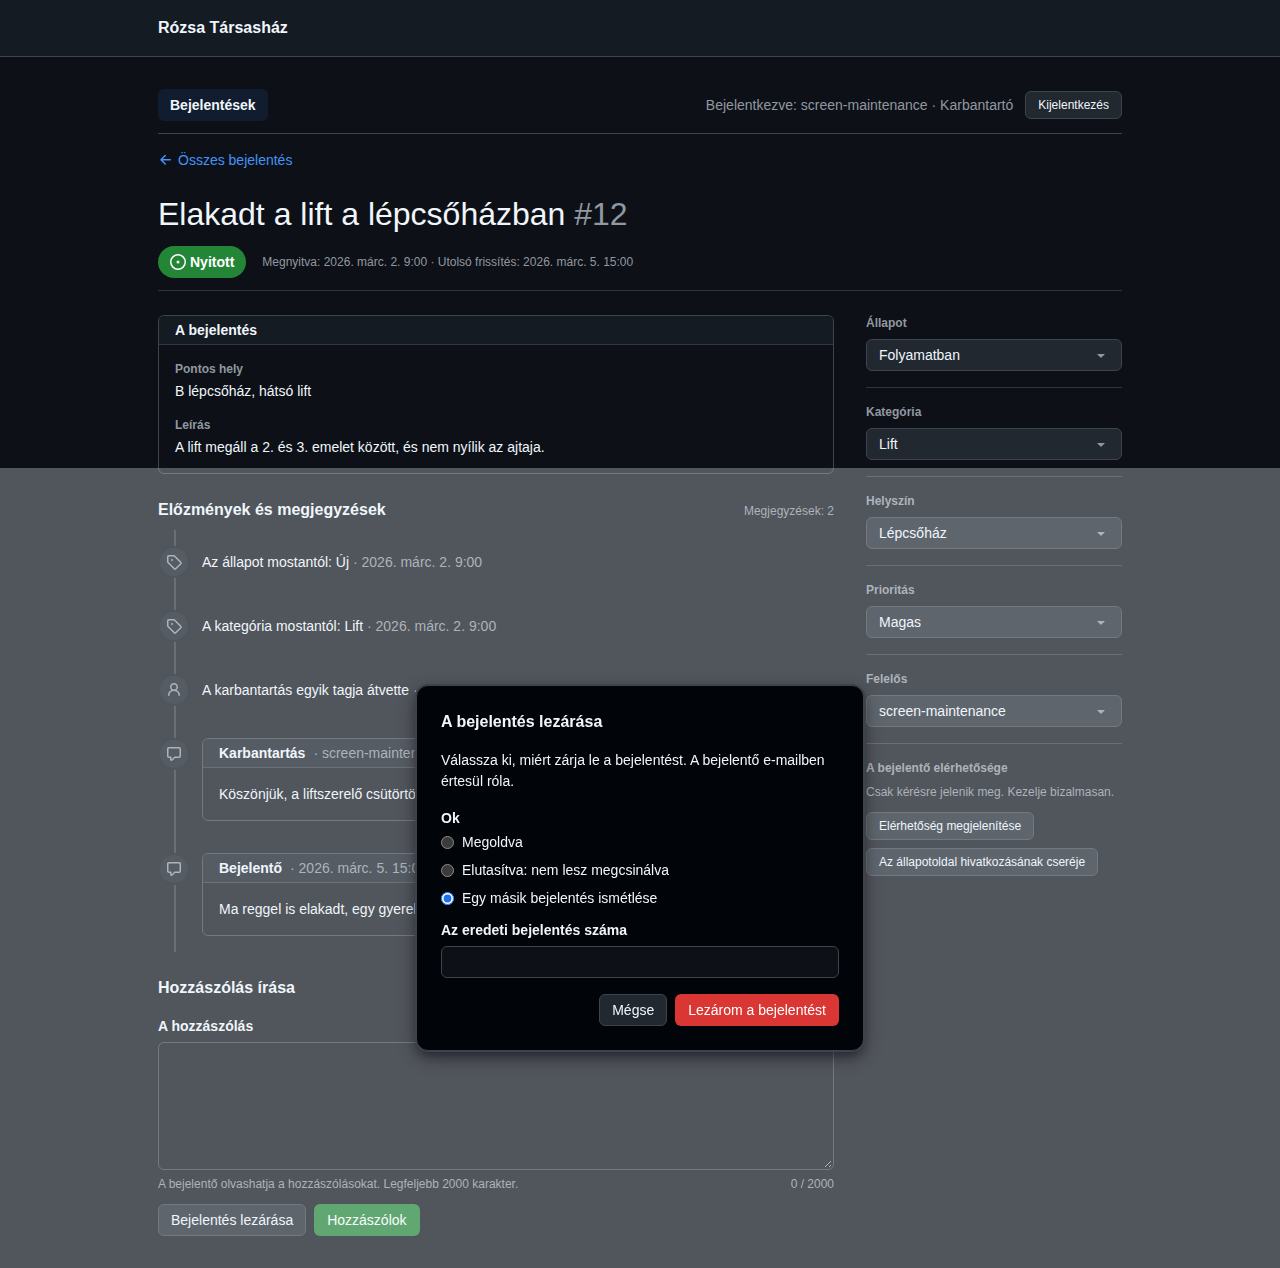 Rózsa Társasház
Bejelentések
Bejelentkezve: screen-maintenance · Karbantartó
Kijelentkezés
← Összes bejelentés
Elakadt a lift a lépcsőházban #12
Nyitott
Megnyitva: 2026. márc. 2. 9:00 · Utolsó frissítés: 2026. márc. 5. 15:00
A bejelentés
Pontos hely
B lépcsőház, hátsó lift
Leírás
A lift megáll a 2. és 3. emelet között, és nem nyílik az ajtaja.
Állapot
Folyamatban
Kategória
Lift
Helyszín
Lépcsőház
Prioritás
Magas
Felelős
screen-maintenance
A bejelentő elérhetősége
Csak kérésre jelenik meg. Kezelje bizalmasan.
Elérhetőség megjelenítése
Az állapotoldal hivatkozásának cseréje
Előzmények és megjegyzések
Megjegyzések: 2
Az állapot mostantól: Új · 2026. márc. 2. 9:00
A kategória mostantól: Lift · 2026. márc. 2. 9:00
A karbantartás egyik tagja átvette ·
Karbantartás · screen-mainter
Köszönjük, a liftszerelő csütörtö
Bejelentő · 2026. márc. 5. 15:0
Ma reggel is elakadt, egy gyerek
A bejelentés lezárása
Válassza ki, miért zárja le a bejelentést. A bejelentő e-mailben
értesül róla.
Ok
Megoldva
Elutasítva: nem lesz megcsinálva
Egy másik bejelentés ismétlése
Az eredeti bejelentés száma
Mégse
Lezárom a bejelentést
Hozzászólás írása
A hozzászólás
A bejelentő olvashatja a hozzászólásokat. Legfeljebb 2000 karakter.
0 / 2000
Bejelentés lezárása
Hozzászólok